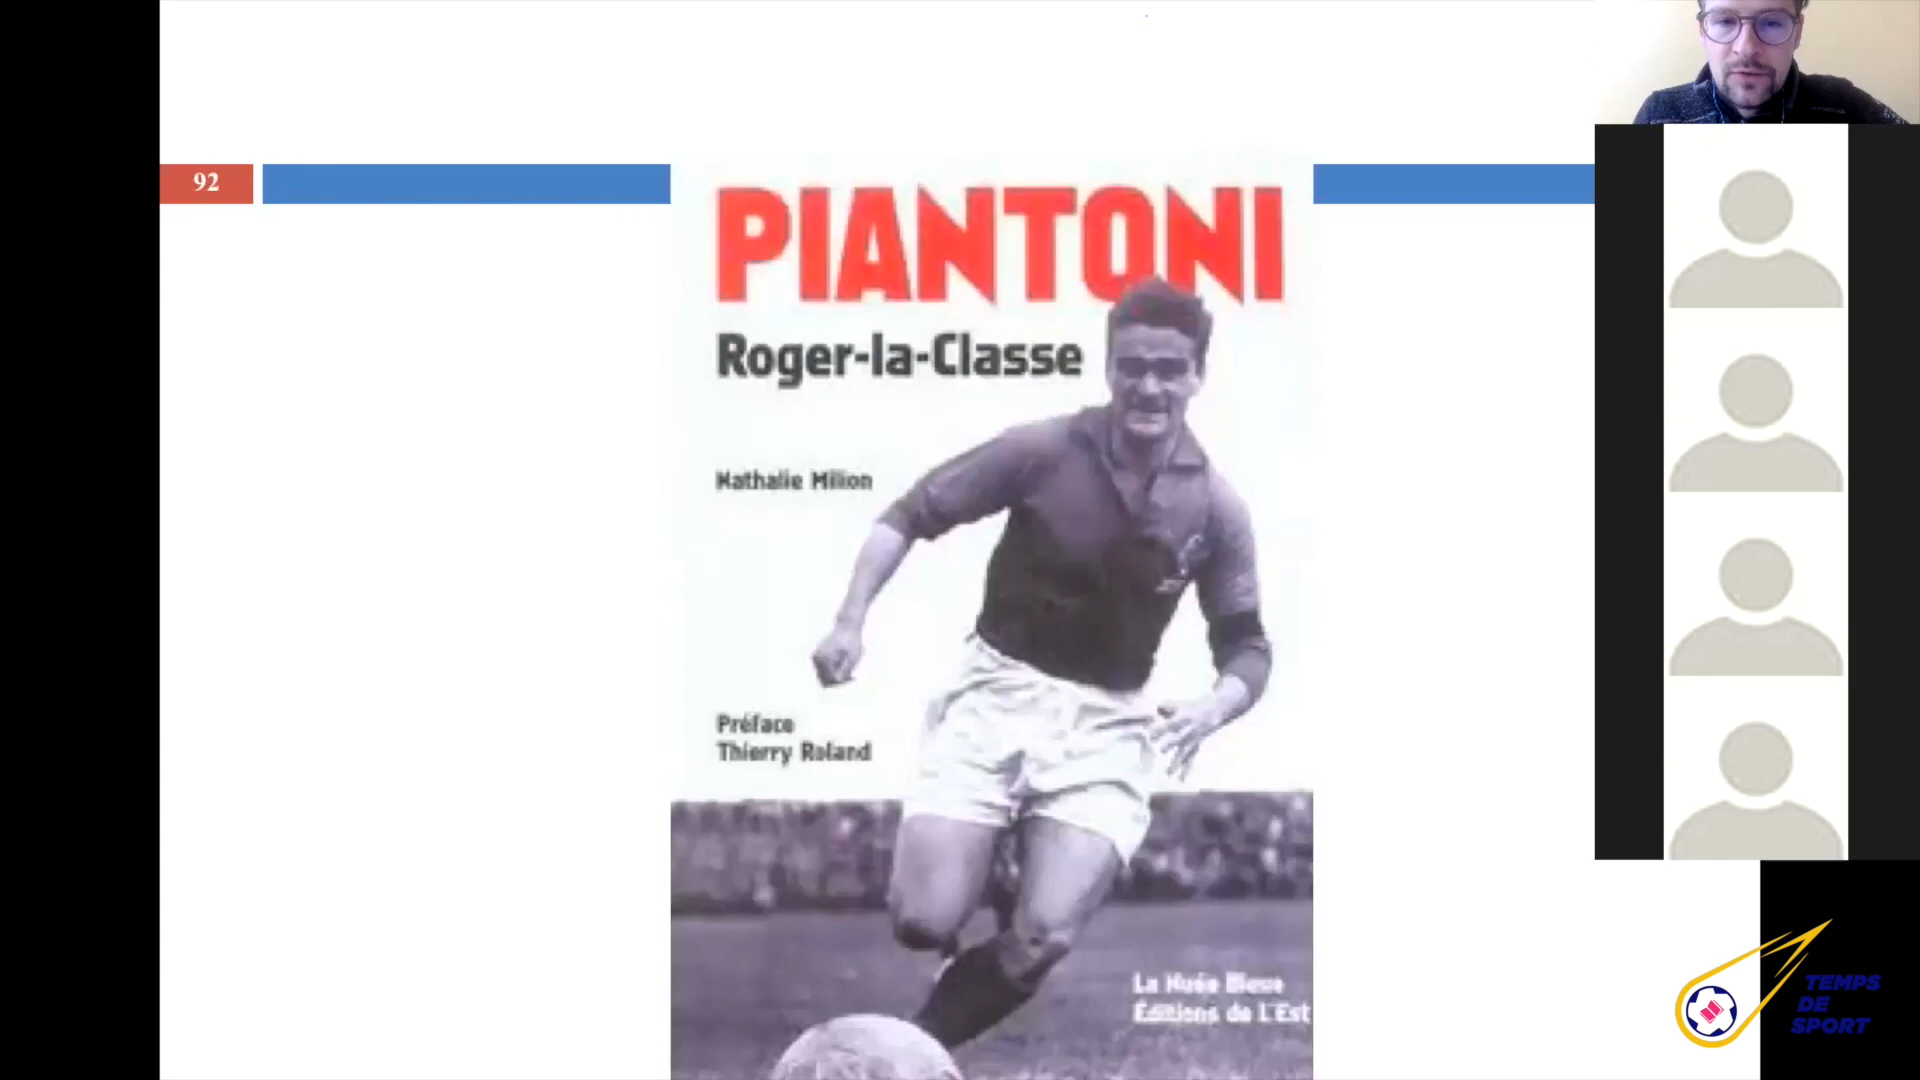 92
PIANTONI
Roger-la-Classe
Nathalie Milion
Préface
Thierry Roland
La Nuée Bleue
Éditions de L'Est
TEMPS
DE
SPORT